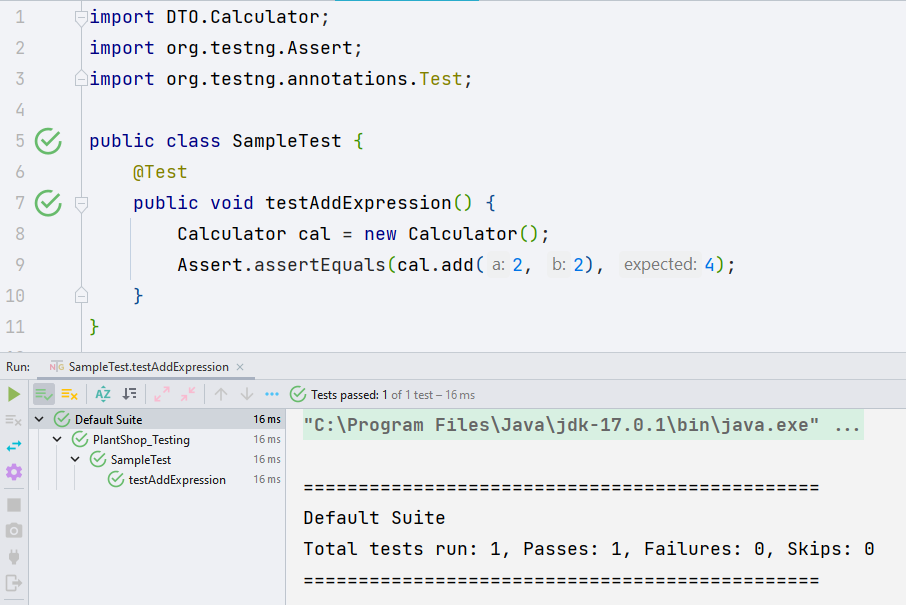 1 import DTO.Calculator;
2 import org.testng.Assert;
3 import org.testng.annotations.Test;
4
5 public class SampleTest {
6 @Test
7 public void testAddExpression() {
8 Calculator cal = new Calculator();
9 Assert.assertEquals(cal.add( a: 2, b: 2), expected: 4);
10 }
11 }
Run: NG SampleTest.testAddExpression ×
AZ Tests passed: 1 of 1 test – 16 ms
Default Suite 16 ms
PlantShop_Testing 16 ms
SampleTest 16 ms
testAddExpression 16 ms
"C:\Program Files\Java\jdk-17.0.1\bin\java.exe" ...
===============================================
Default Suite
Total tests run: 1, Passes: 1, Failures: 0, Skips: 0
===============================================